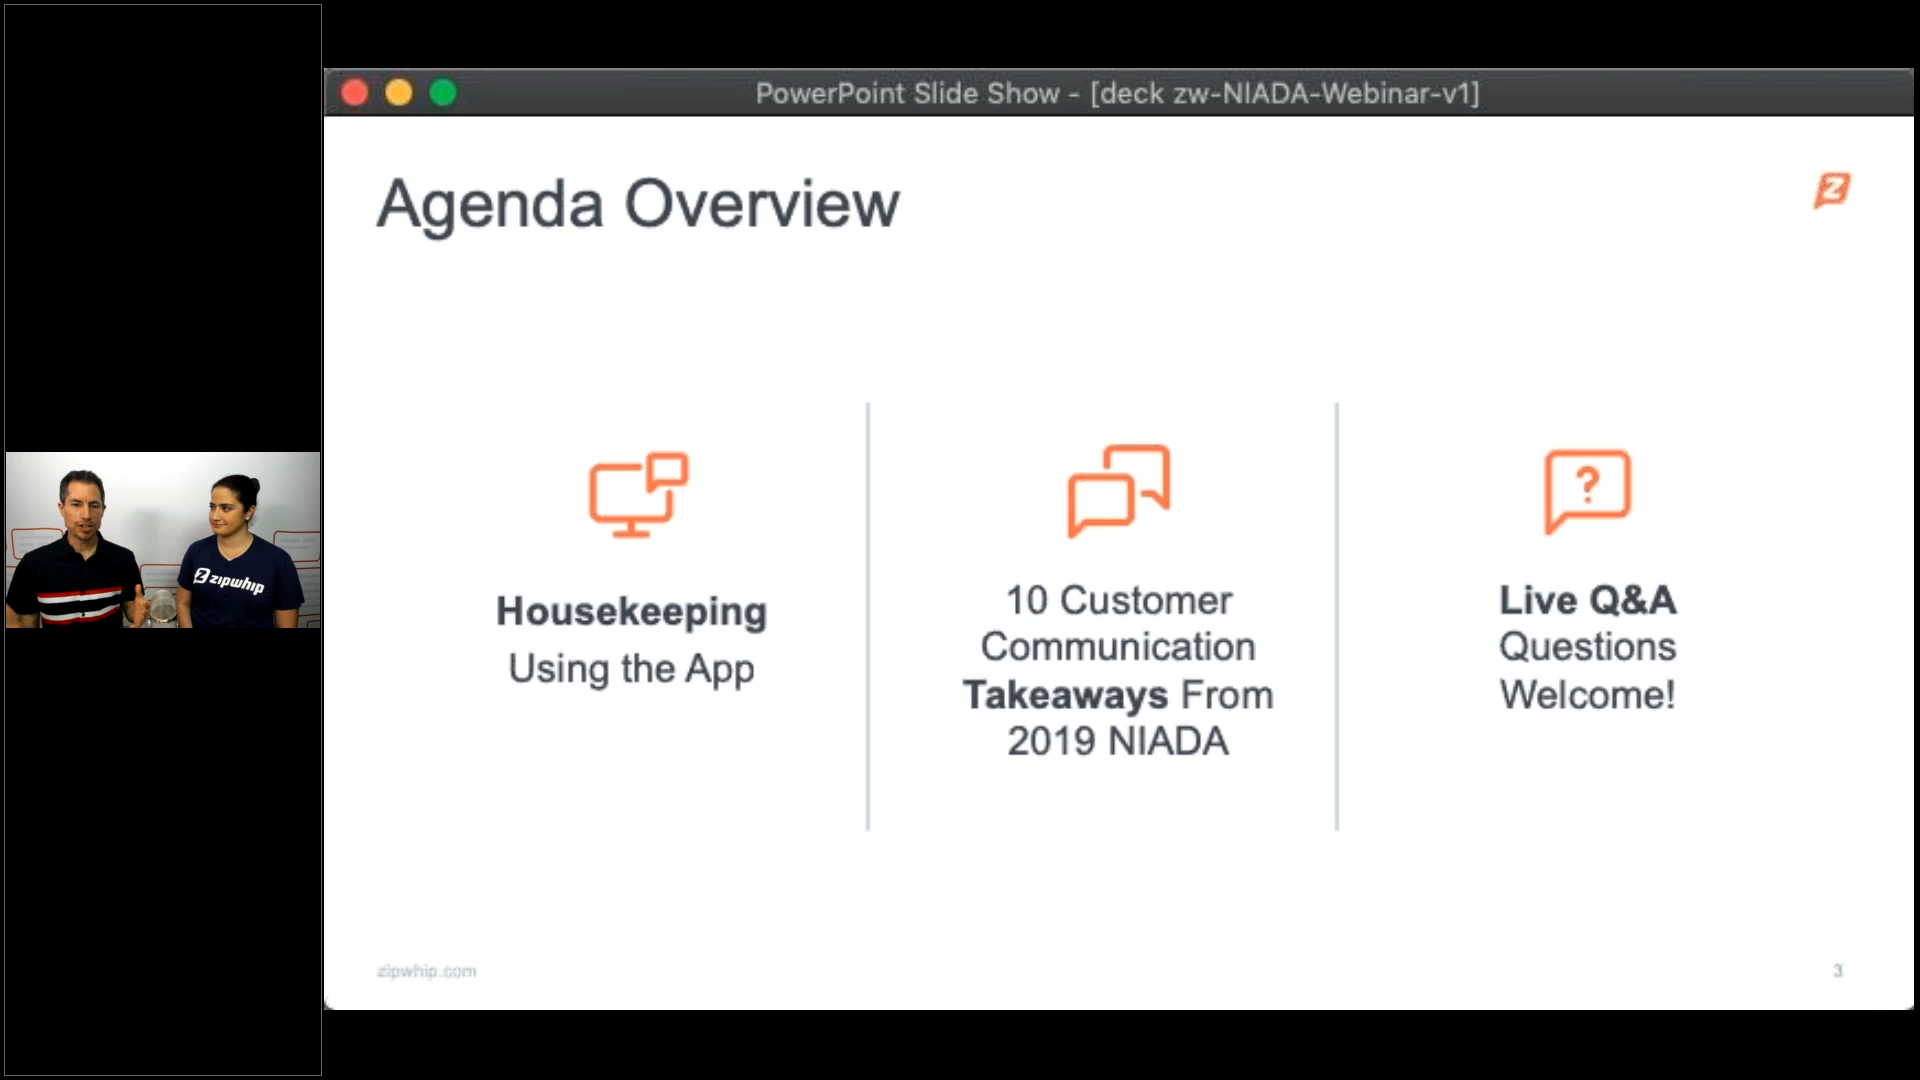 PowerPoint Slide Show - [deck zw-NIADA-Webinar-v1]
Agenda Overview
Housekeeping
Using the App
10 Customer
Communication
Takeaways From
2019 NIADA
Live Q&A
Questions
Welcome!
zipwhip.com
3
zipwhip